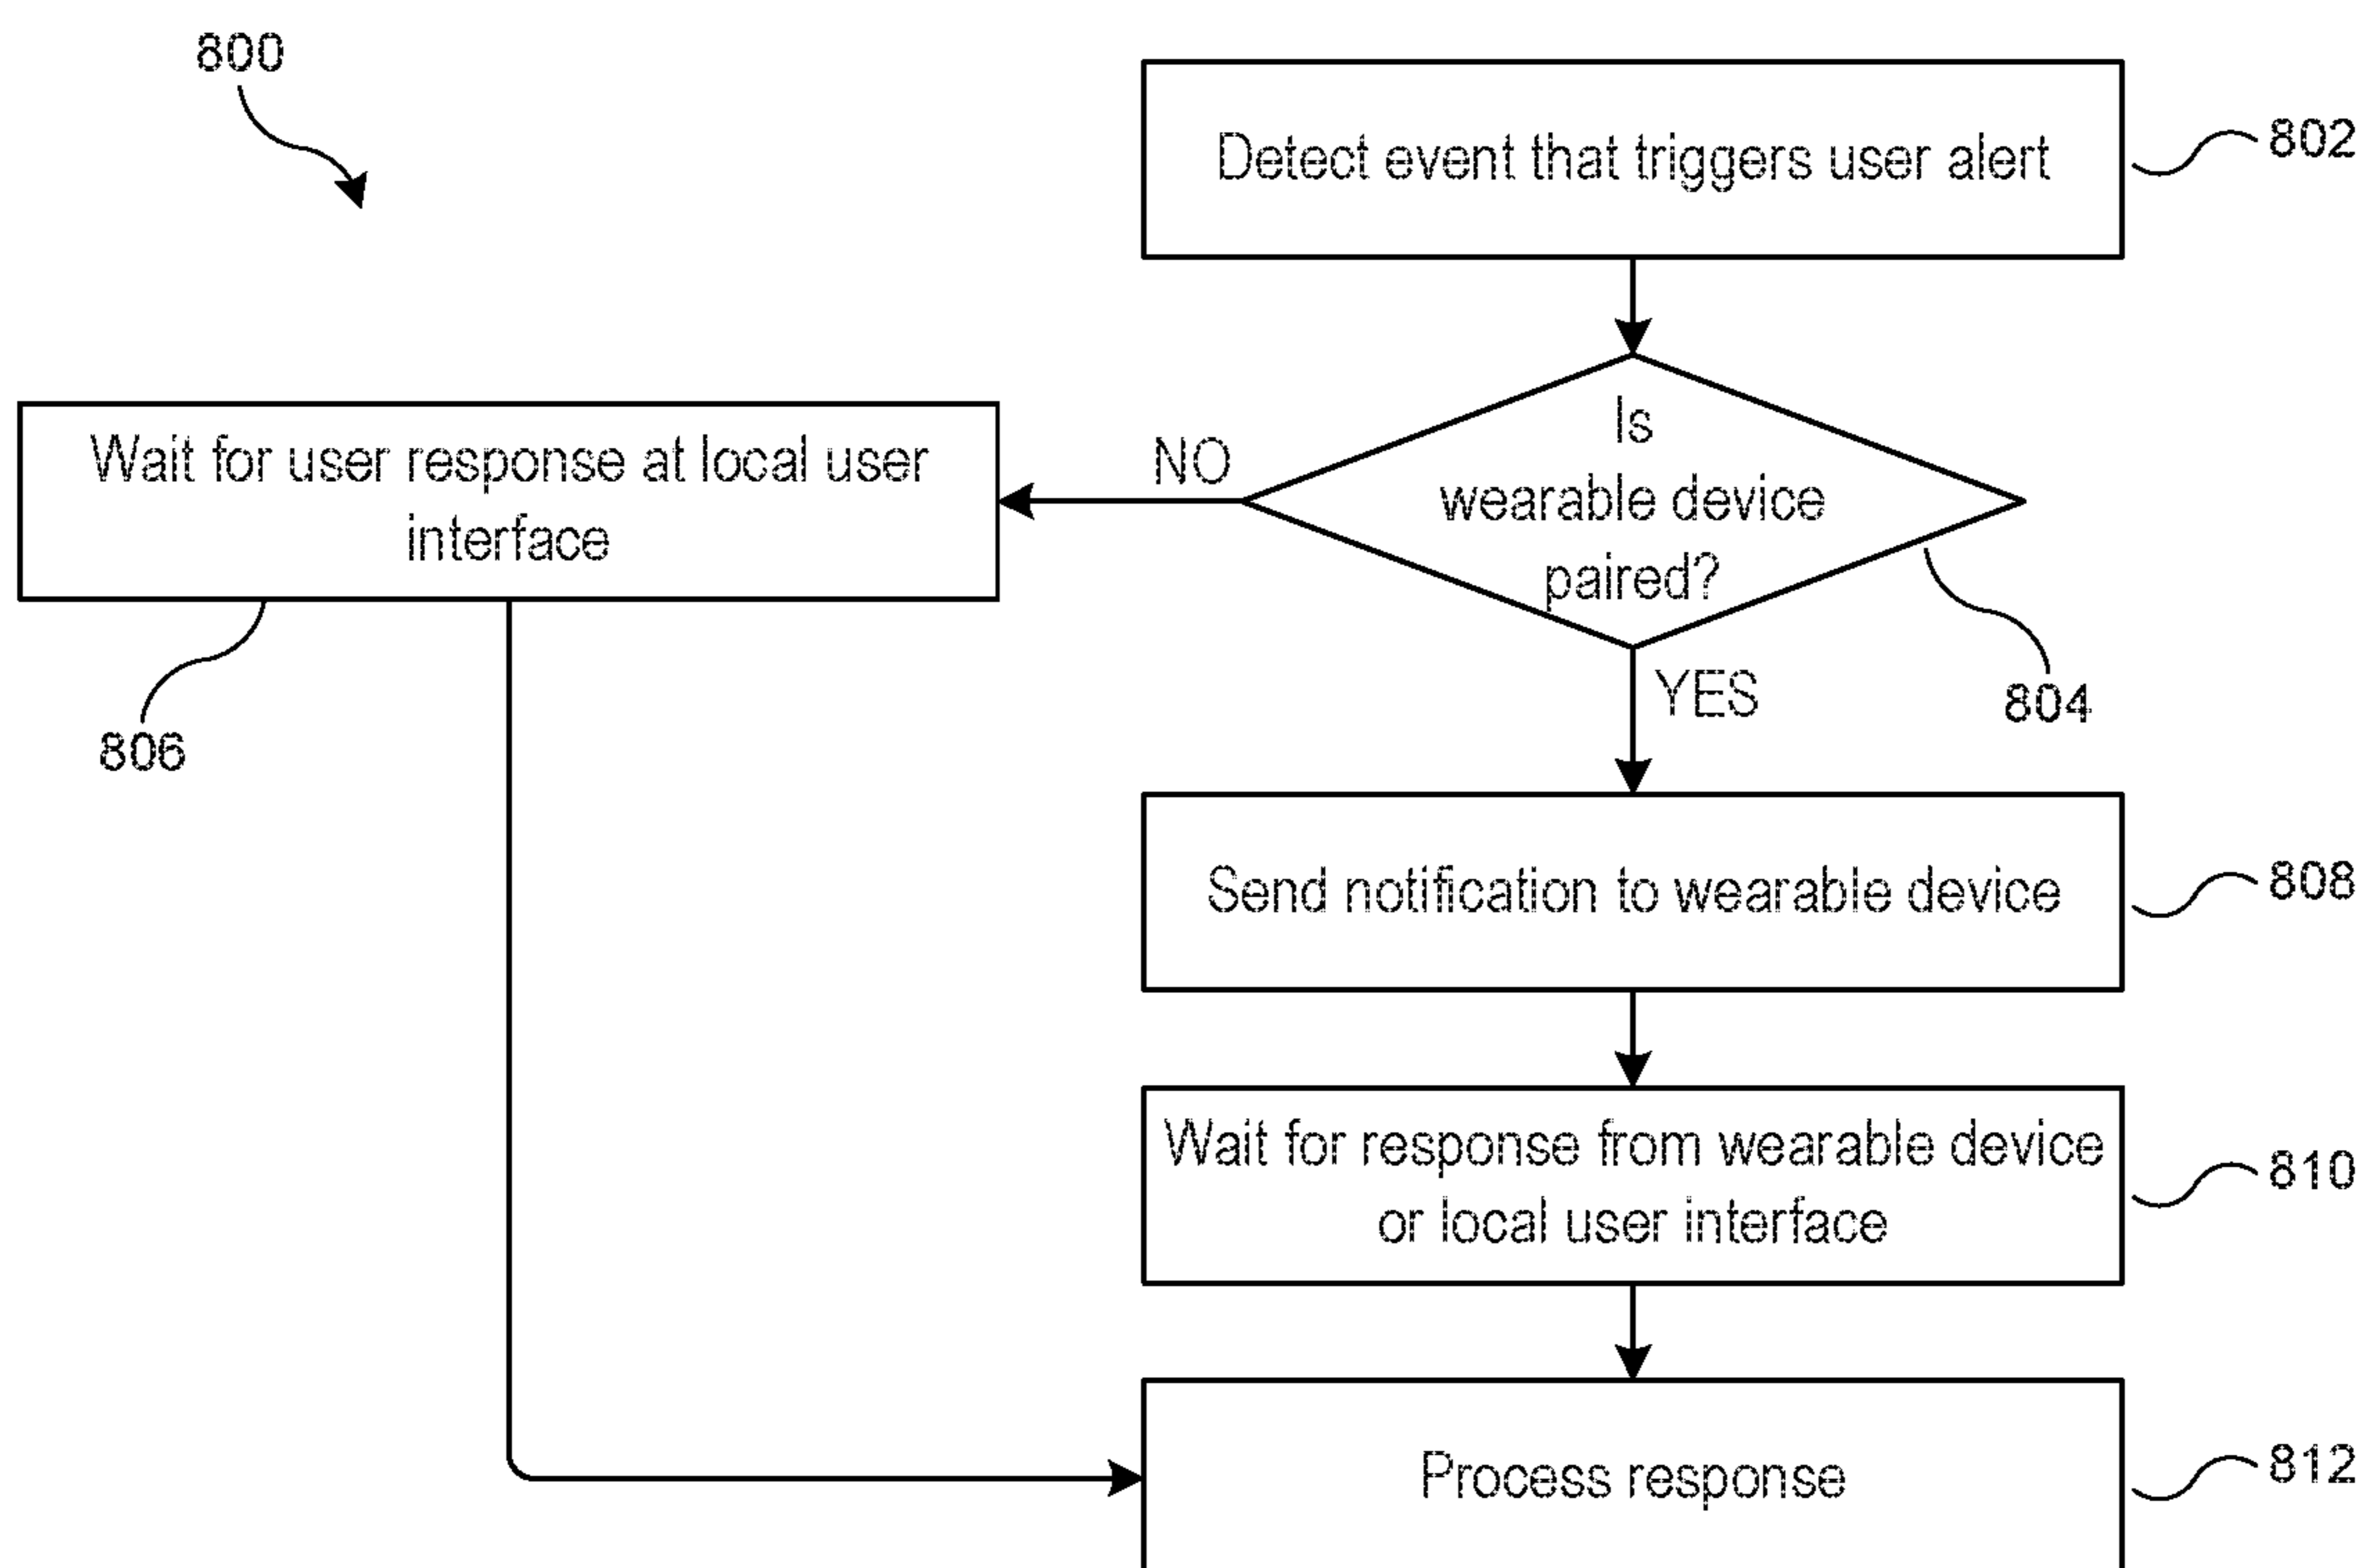 800
Detect event that triggers user alert
802
Is
wearable device
paired?
804
NO
Wait for user response at local user
interface
806
YES
Send notification to wearable device
808
Wait for response from wearable device
or local user interface
810
Process response
812